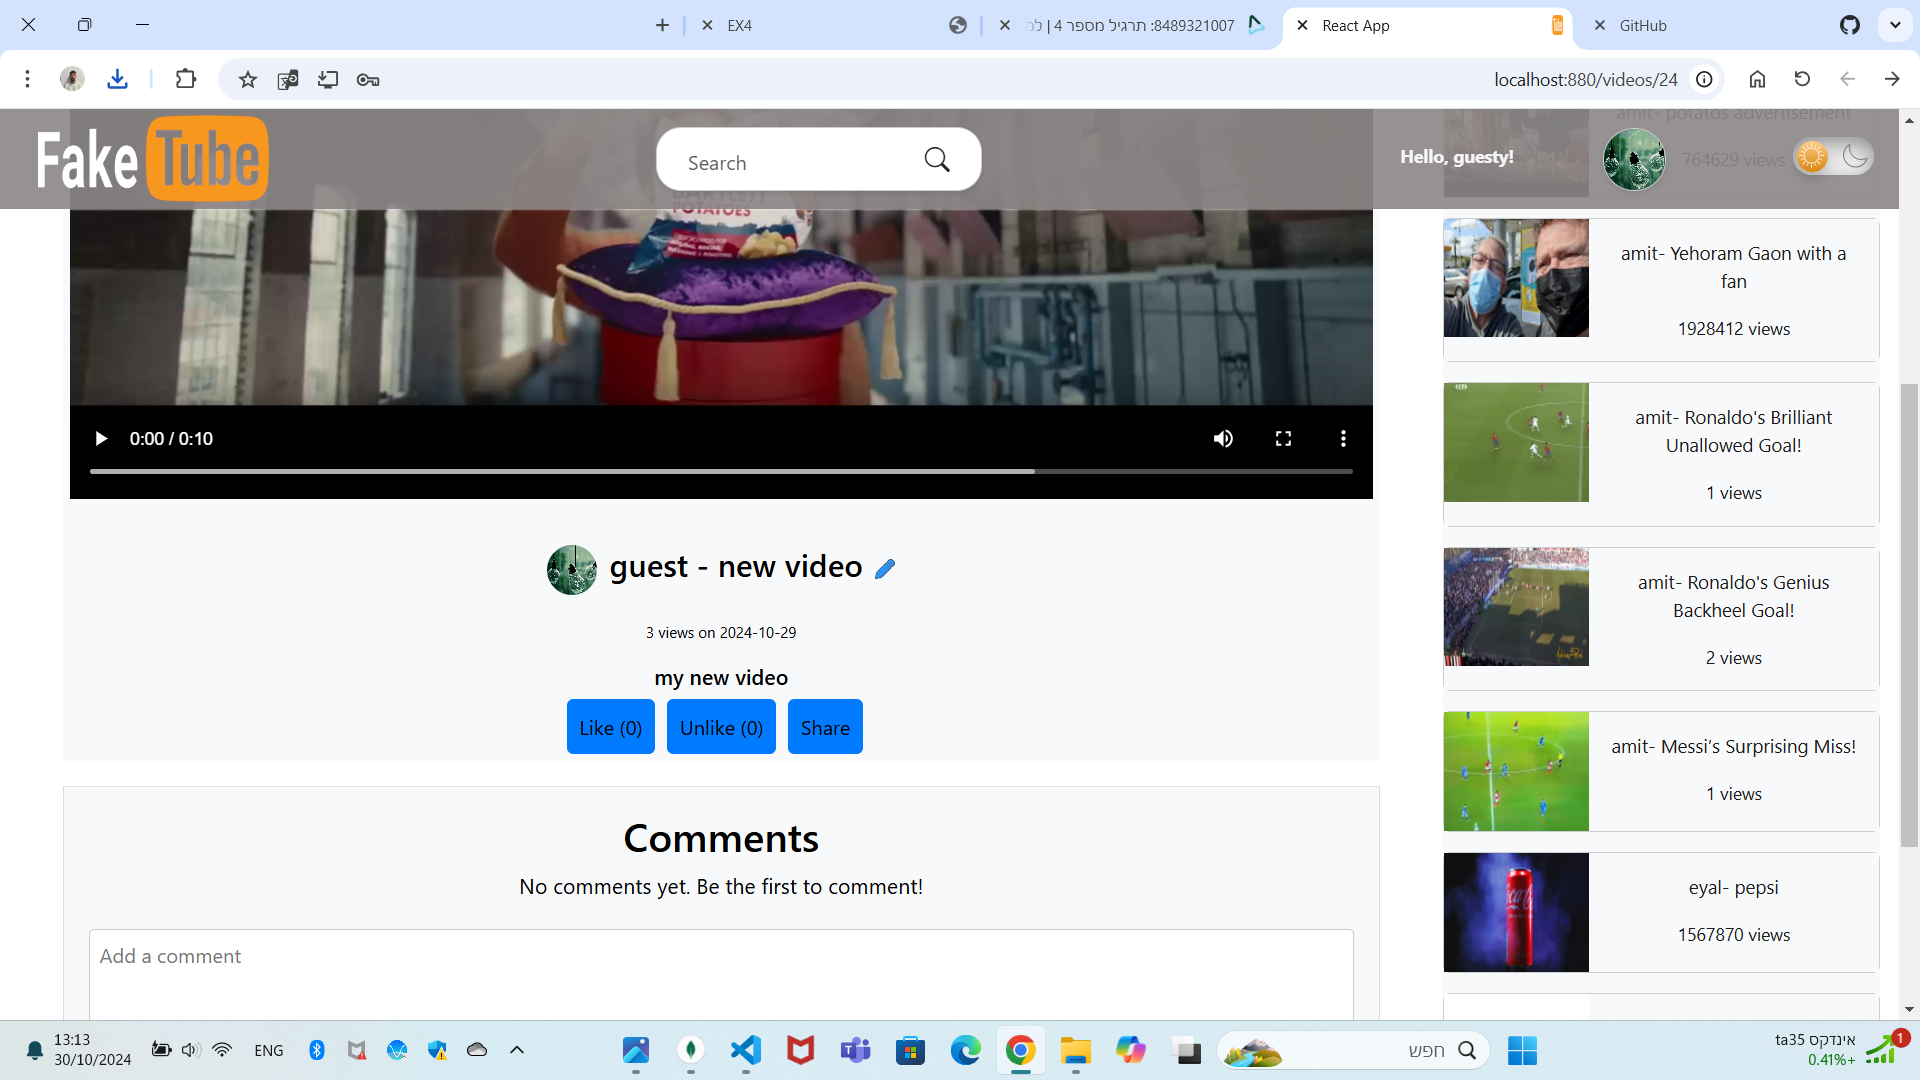 EX4
8489321007: תרגיל מספר 4 | למ
React App
GitHub
localhost:880/videos/24
Fake Tube
Search
Hello, guesty!
amit- potatos advertisement
764629 views
BARTLETT
POTATOES
0:00 / 0:10
guest - new video
3 views on 2024-10-29
my new video
Like (0)
Unlike (0)
Share
Comments
No comments yet. Be the first to comment!
Add a comment
amit- Yehoram Gaon with a
fan
1928412 views
amit- Ronaldo's Brilliant
Unallowed Goal!
1 views
amit- Ronaldo's Genius
Backheel Goal!
2 views
amit- Messi’s Surprising Miss!
1 views
eyal- pepsi
1567870 views
13:13
30/10/2024
ENG
חפש
אינדקס ta35
+0.41%
1